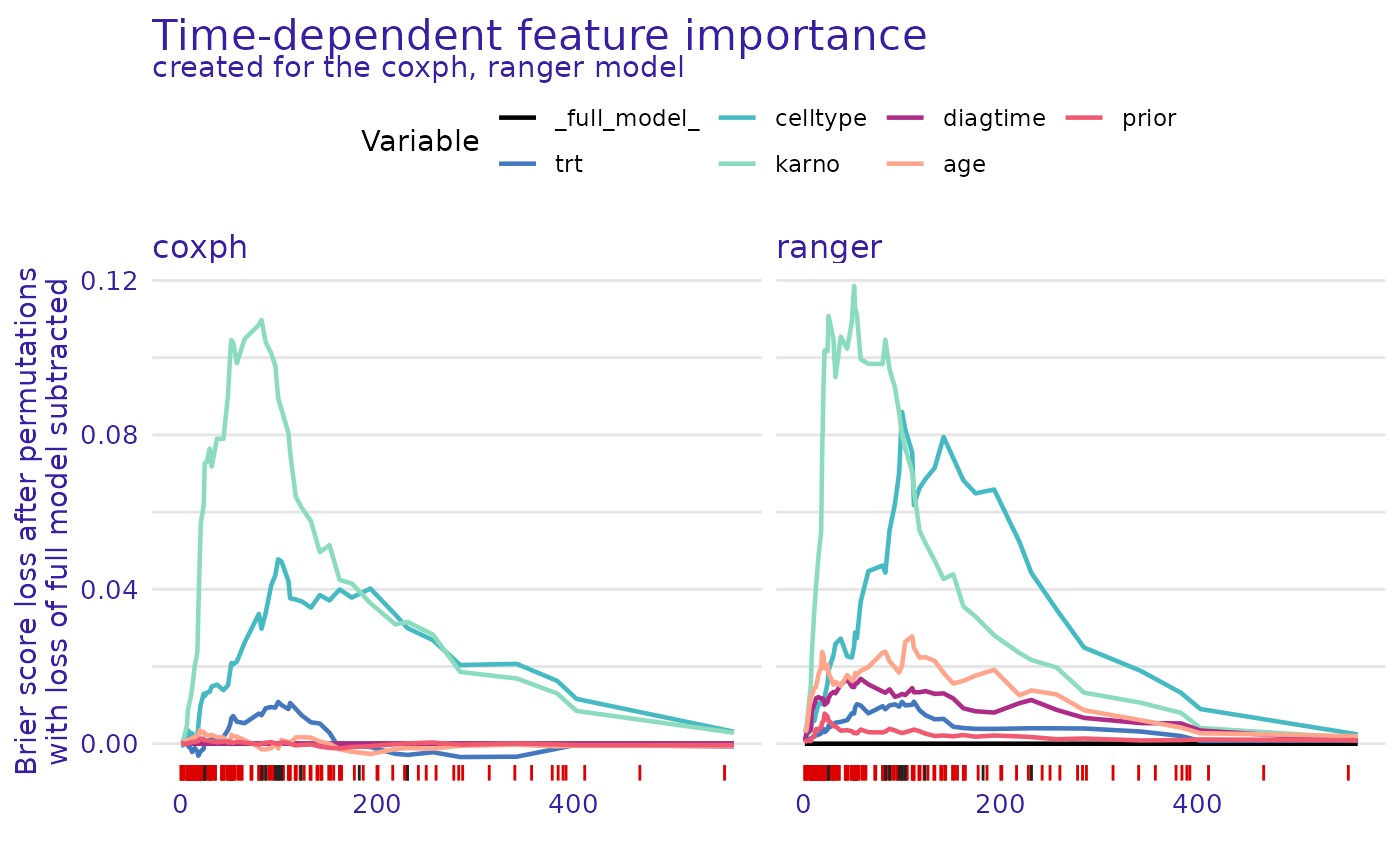 Time-dependent feature importance
created for the coxph, ranger model
Variable
_full_model_ celltype diagtime prior
trt karno age
coxph
ranger
Brier score loss after permutations
with loss of full model subtracted
0.12
0.08
0.04
0.00
0 200 400
0 200 400